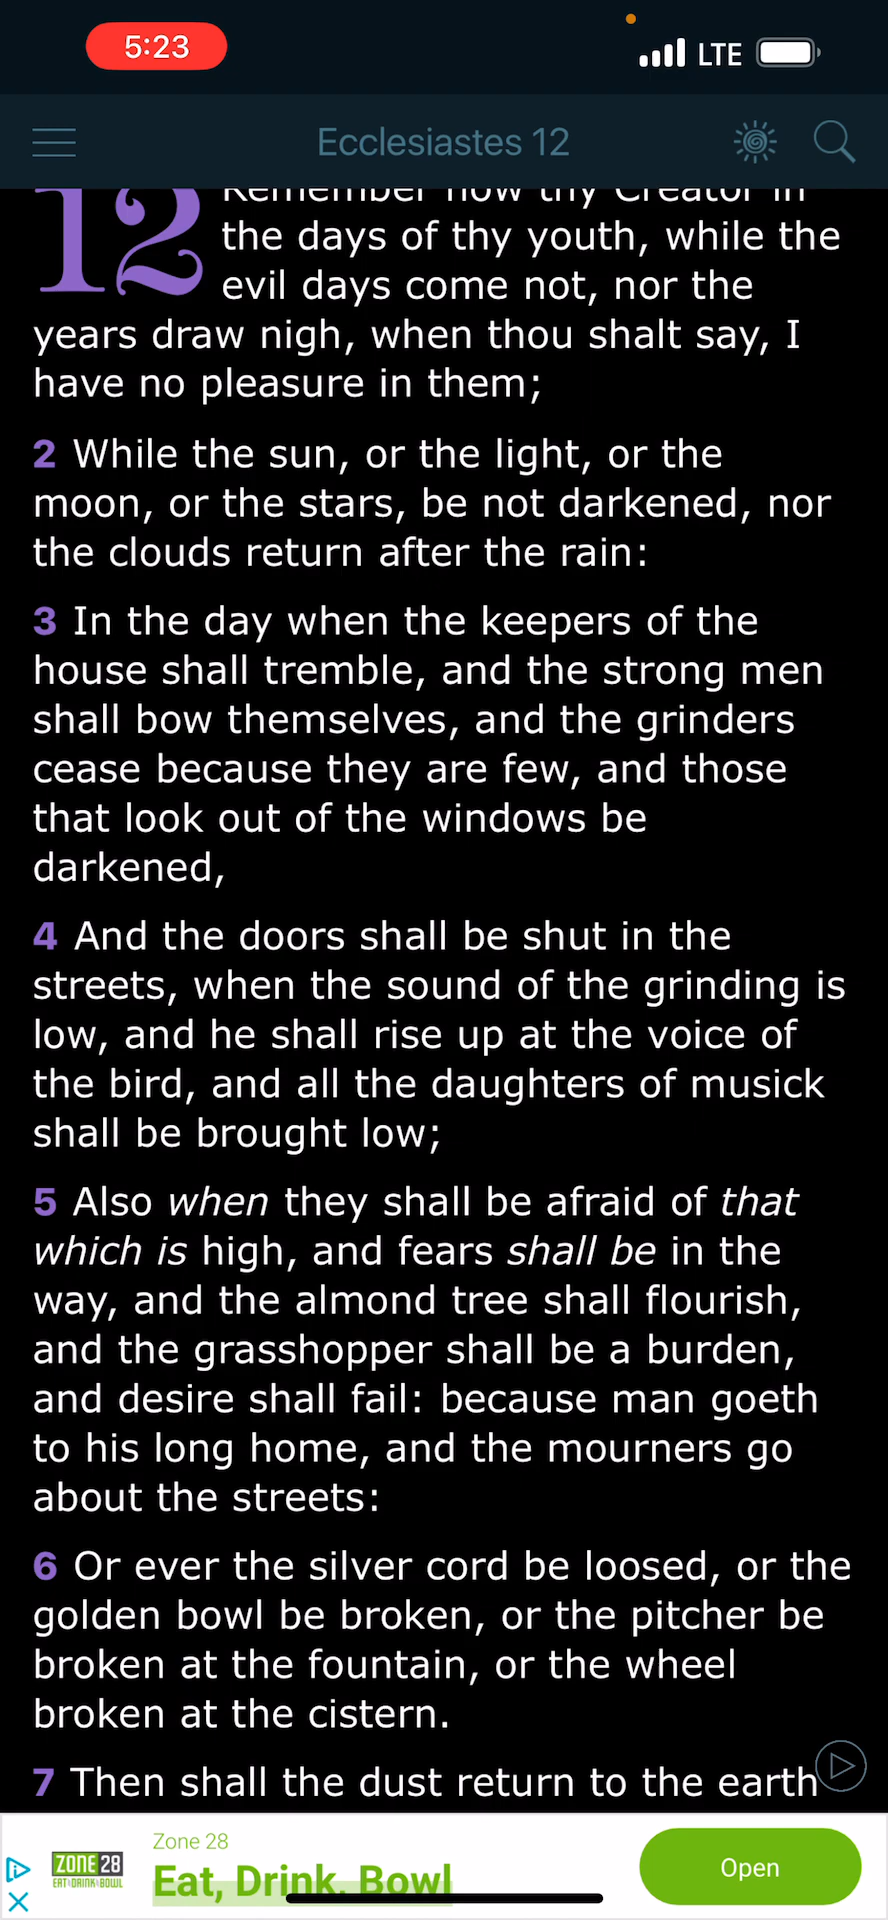 5:23
LTE
Ecclesiastes 12
12 Remember now thy Creator in
the days of thy youth, while the
evil days come not, nor the
years draw nigh, when thou shalt say, I
have no pleasure in them;
2 While the sun, or the light, or the
moon, or the stars, be not darkened, nor
the clouds return after the rain:
3 In the day when the keepers of the
house shall tremble, and the strong men
shall bow themselves, and the grinders
cease because they are few, and those
that look out of the windows be
darkened,
4 And the doors shall be shut in the
streets, when the sound of the grinding is
low, and he shall rise up at the voice of
the bird, and all the daughters of musick
shall be brought low;
5 Also when they shall be afraid of that
which is high, and fears shall be in the
way, and the almond tree shall flourish,
and the grasshopper shall be a burden,
and desire shall fail: because man goeth
to his long home, and the mourners go
about the streets:
6 Or ever the silver cord be loosed, or the
golden bowl be broken, or the pitcher be
broken at the fountain, or the wheel
broken at the cistern.
7 Then shall the dust return to the earth
Zone 28
ZONE 28
EAT·DRINK·BOWL
Eat, Drink, Bowl
Open